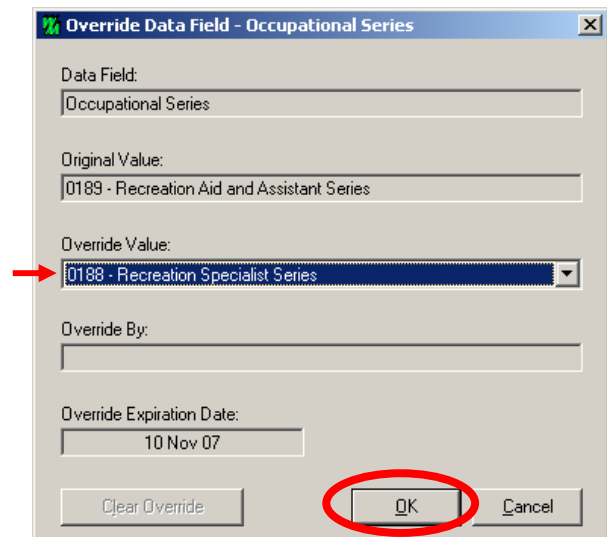 Override Data Field - Occupational Series
Data Field:
Occupational Series
Original Value:
0189 - Recreation Aid and Assistant Series
Override Value:
0188 - Recreation Specialist Series
Override By:
Override Expiration Date:
10 Nov 07
Clear Override OK Cancel